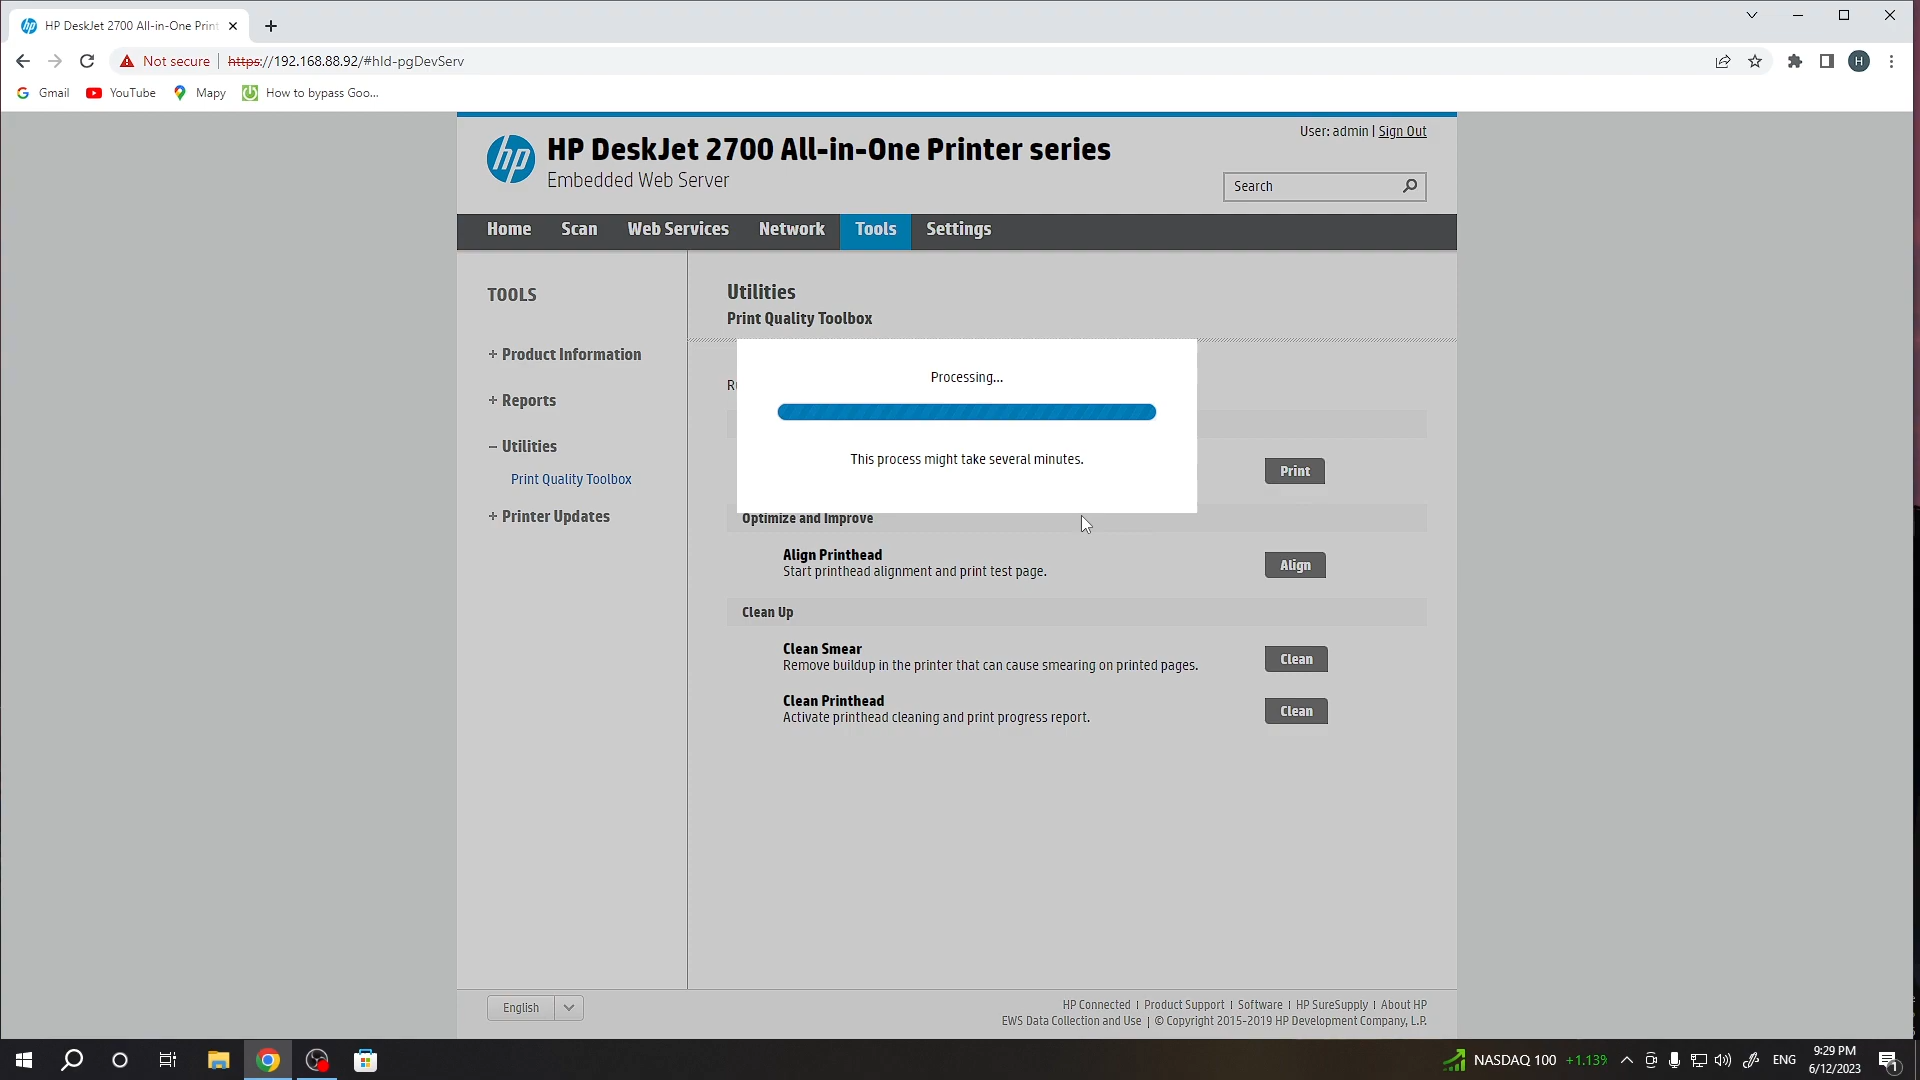 HP DeskJet 2700 All-in-One Print
Not secure | https://192.168.88.92/#hId-pgDevServ
H
Gmail YouTube Mapy How to bypass Goo...
User: admin | Sign Out
hp
HP DeskJet 2700 All-in-One Printer series
Embedded Web Server
Search
Home Scan Web Services Network Tools Settings
TOOLS
+ Product Information
+ Reports
− Utilities
Print Quality Toolbox
+ Printer Updates
Utilities
Print Quality Toolbox
Processing...
This process might take several minutes.
Print
Optimize and Improve
Align Printhead
Start printhead alignment and print test page.
Align
Clean Up
Clean Smear
Remove buildup in the printer that can cause smearing on printed pages.
Clean
Clean Printhead
Activate printhead cleaning and print progress report.
Clean
English
HP Connected | Product Support | Software | HP SureSupply | About HP
EWS Data Collection and Use | © Copyright 2015-2019 HP Development Company, L.P.
NASDAQ 100 +1.13%
ENG
9:29 PM
6/12/2023
1